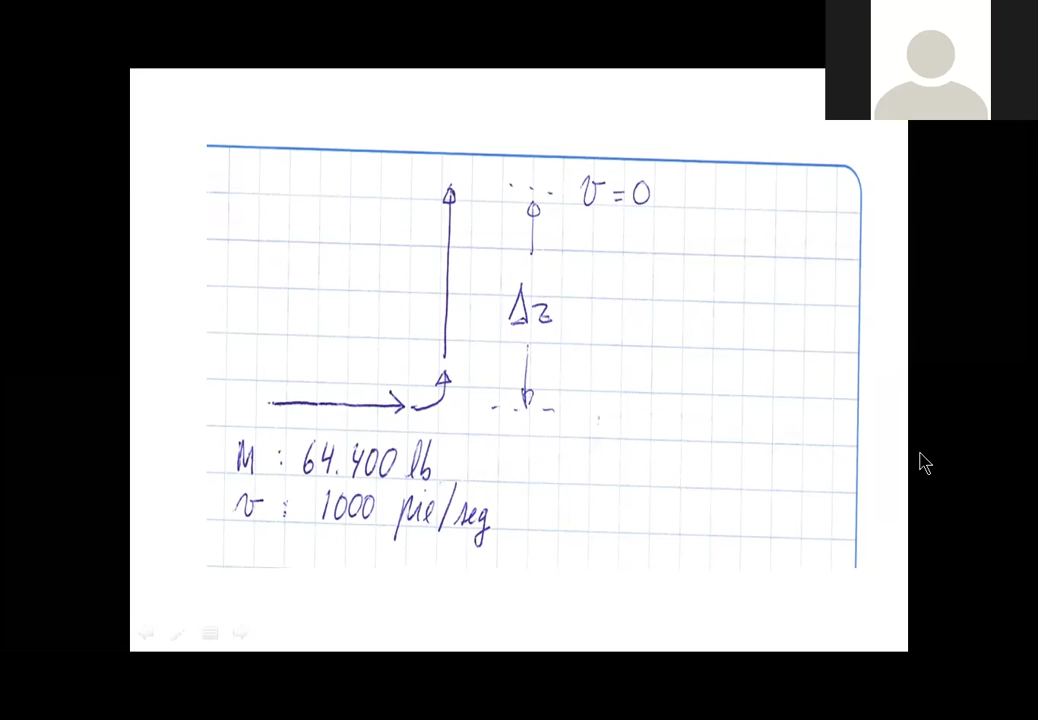 v = 0
Δz
M : 64.400 lb
v : 1000 pie/seg